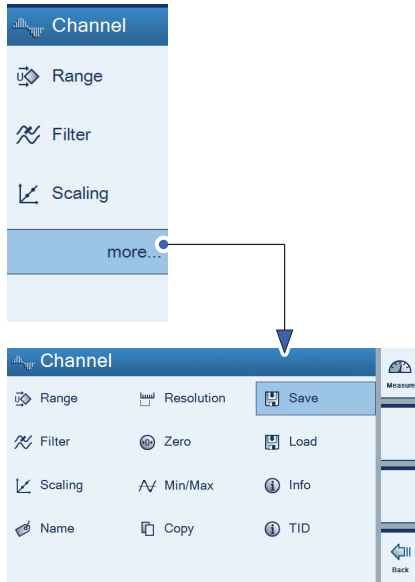 Channel
Range
Filter
Scaling
more...
Channel
Range
Resolution
Save
Filter
Zero
Load
Scaling
Min/Max
Info
Name
Copy
TID
Measure
Back